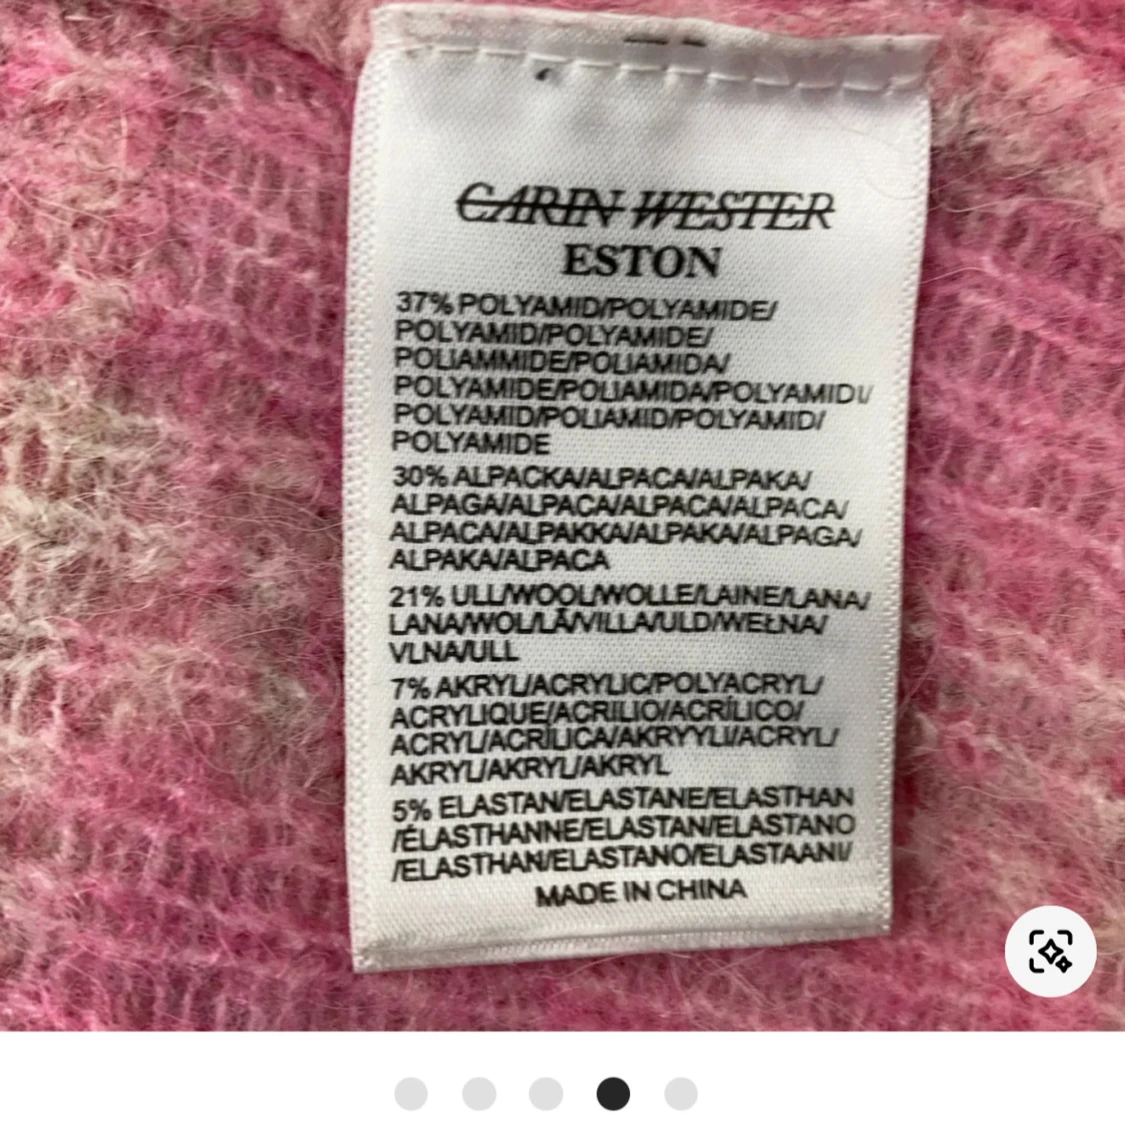 CARIN WESTER
ESTON
37% POLYAMID/POLYAMIDE/
POLYAMID/POLYAMIDE/
POLIAMMIDE/POLIAMIDA/
POLYAMIDE/POLIAMIDA/POLYAMIDI/
POLYAMID/POLIAMID/POLYAMID/
POLYAMIDE
30% ALPACKA/ALPACA/ALPAKA/
ALPAGA/ALPACA/ALPACA/ALPACA/
ALPACA/ALPAKKA/ALPAKA/ALPAGA/
ALPAKA/ALPACA
21% ULL/WOOL/WOLLE/LAINE/LANA/
LANA/WOL/LÃ/VILLA/ULD/WEŁNA/
VLNA/ULL
7% AKRYL/ACRYLIC/POLYACRYL/
ACRYLIQUE/ACRILIO/ACRÍLICO/
ACRYL/ACRÍLICA/AKRYYLI/ACRYL/
AKRYL/AKRYL/AKRYL
5% ELASTAN/ELASTANE/ELASTHAN
/ÉLASTHANNE/ELASTAN/ELASTANO
/ELASTHAN/ELASTANO/ELASTAANI/
MADE IN CHINA